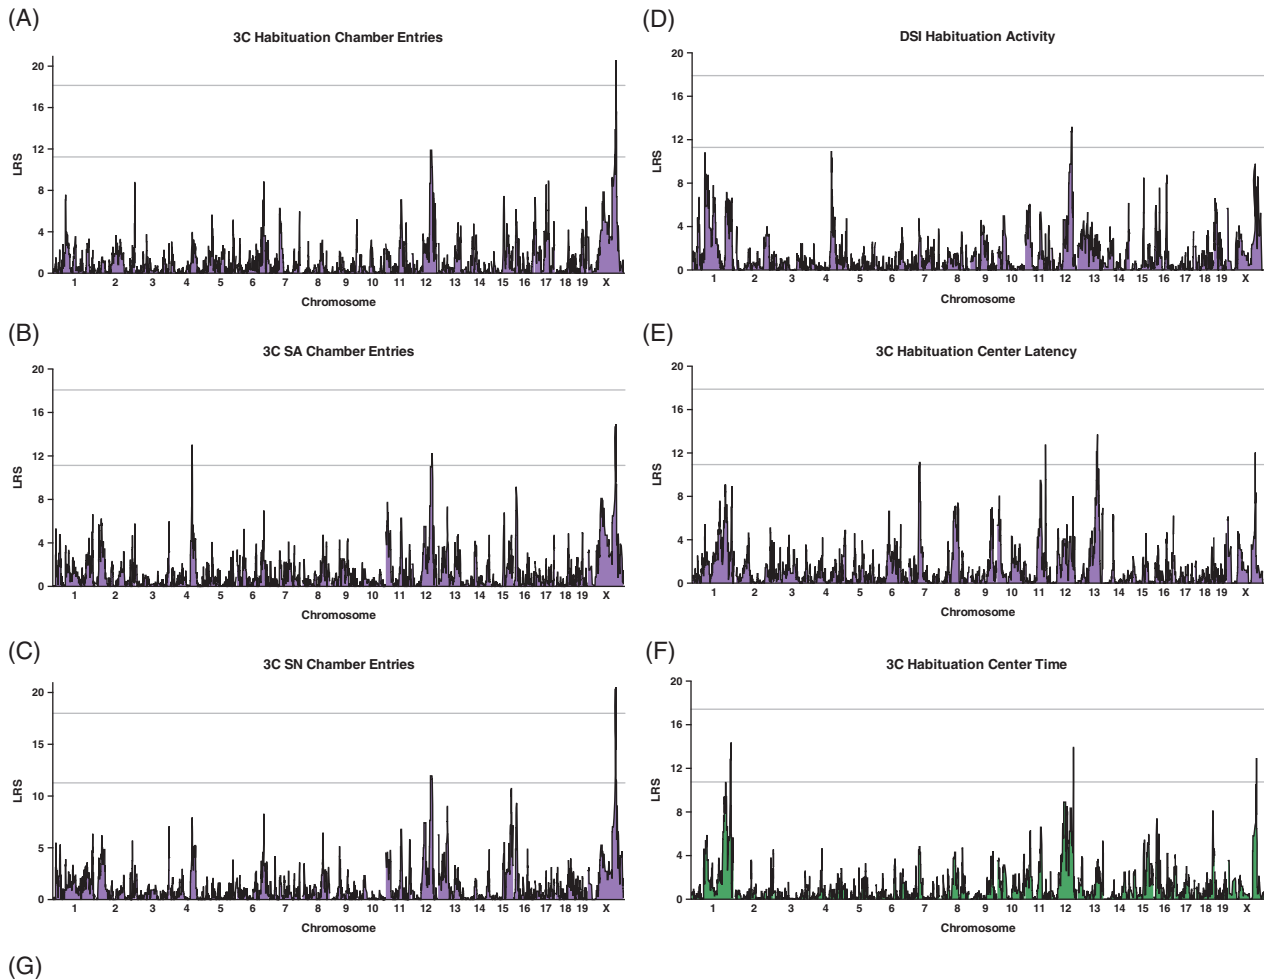 (A)
3C Habituation Chamber Entries
20
16
12
8
4
0
LRS
1 2 3 4 5 6 7 8 9 10 11 12 13 14 15 16 17 18 19 X
Chromosome
(B)
3C SA Chamber Entries
20
16
12
8
4
0
LRS
1 2 3 4 5 6 7 8 9 10 11 12 13 14 15 16 17 18 19 X
Chromosome
(C)
3C SN Chamber Entries
20
15
10
5
0
LRS
1 2 3 4 5 6 7 8 9 10 11 12 13 14 15 16 17 18 19 X
Chromosome
(D)
DSI Habituation Activity
20
16
12
8
4
0
LRS
1 2 3 4 5 6 7 8 9 10 11 12 13 14 15 16 17 18 19 X
Chromosome
(E)
3C Habituation Center Latency
20
16
12
8
4
0
LRS
1 2 3 4 5 6 7 8 9 10 11 12 13 14 15 16 17 18 19 X
Chromosome
(F)
3C Habituation Center Time
20
16
12
8
4
0
LRS
1 2 3 4 5 6 7 8 9 10 11 12 13 14 15 16 17 18 19 X
Chromosome
(G)